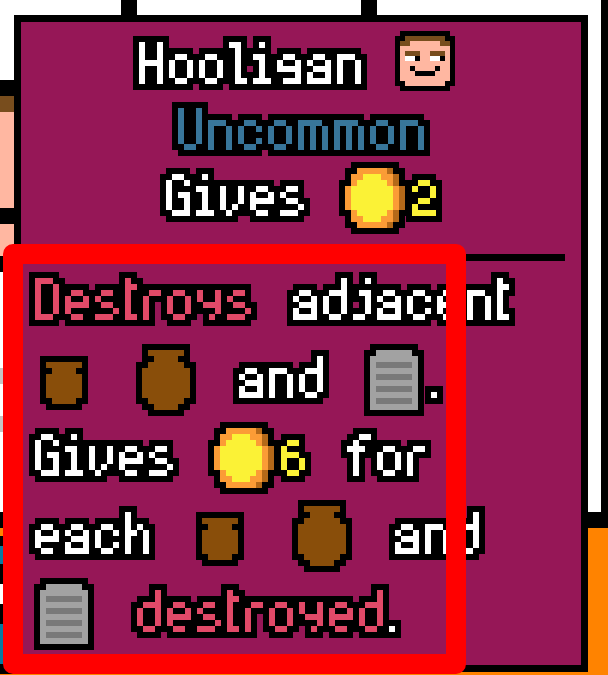 Hooligan
Uncommon
Gives 2
Destroys adjacent
and .
Gives 6 for
each and
destroyed.